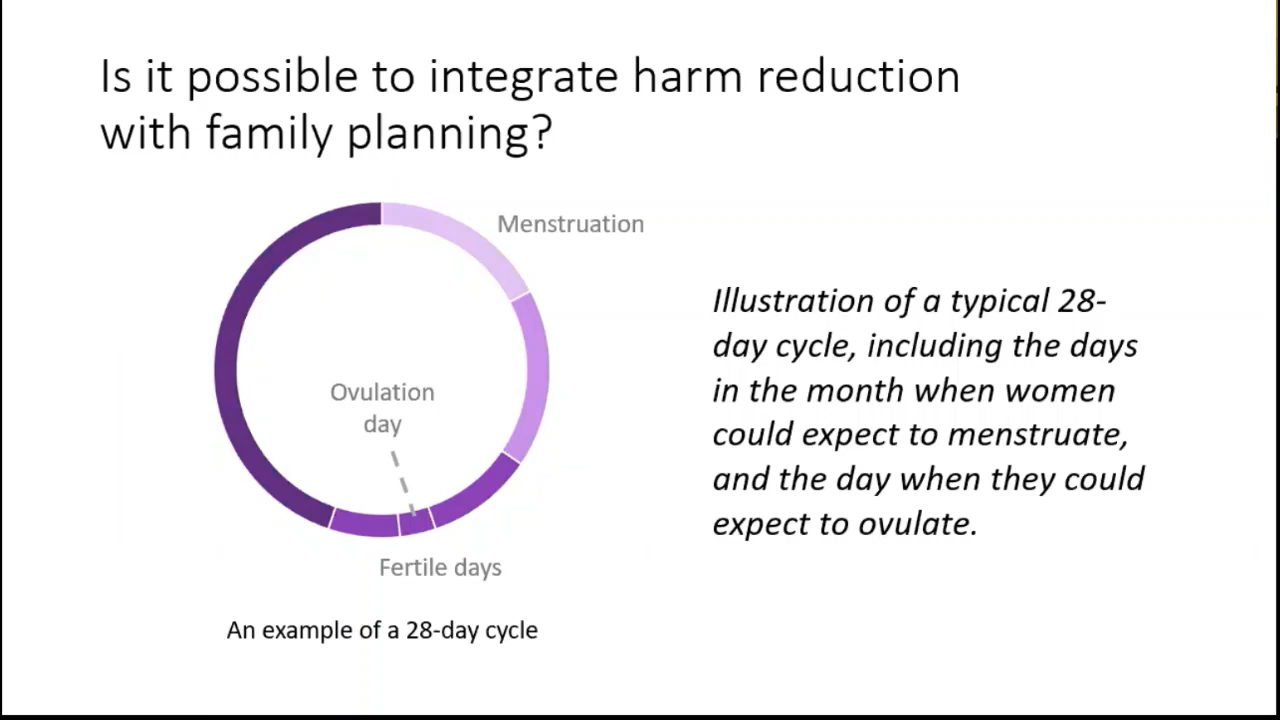 Is it possible to integrate harm reduction
with family planning?
Menstruation
Ovulation
day
Fertile days
An example of a 28-day cycle
Illustration of a typical 28-
day cycle, including the days
in the month when women
could expect to menstruate,
and the day when they could
expect to ovulate.